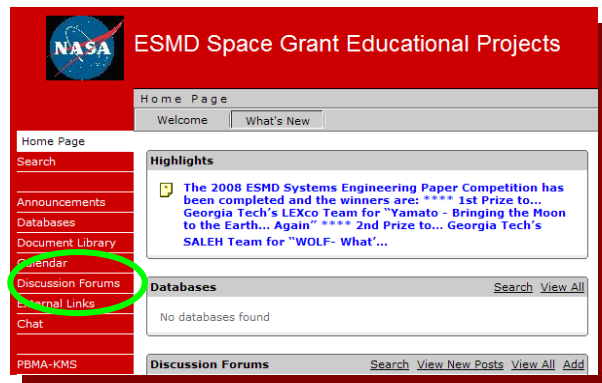 NASA
ESMD Space Grant Educational Projects
Home Page
Welcome
What's New
Home Page
Search
Announcements
Databases
Document Library
Calendar
Discussion Forums
External Links
Chat
PBMA-KMS
Highlights
The 2008 ESMD Systems Engineering Paper Competition has
been completed and the winners are: **** 1st Prize to...
Georgia Tech's LEXco Team for "Yamato - Bringing the Moon
to the Earth... Again" **** 2nd Prize to... Georgia Tech's
SALEH Team for "WOLF- What'...
Databases Search View All
No databases found
Discussion Forums Search View New Posts View All Add